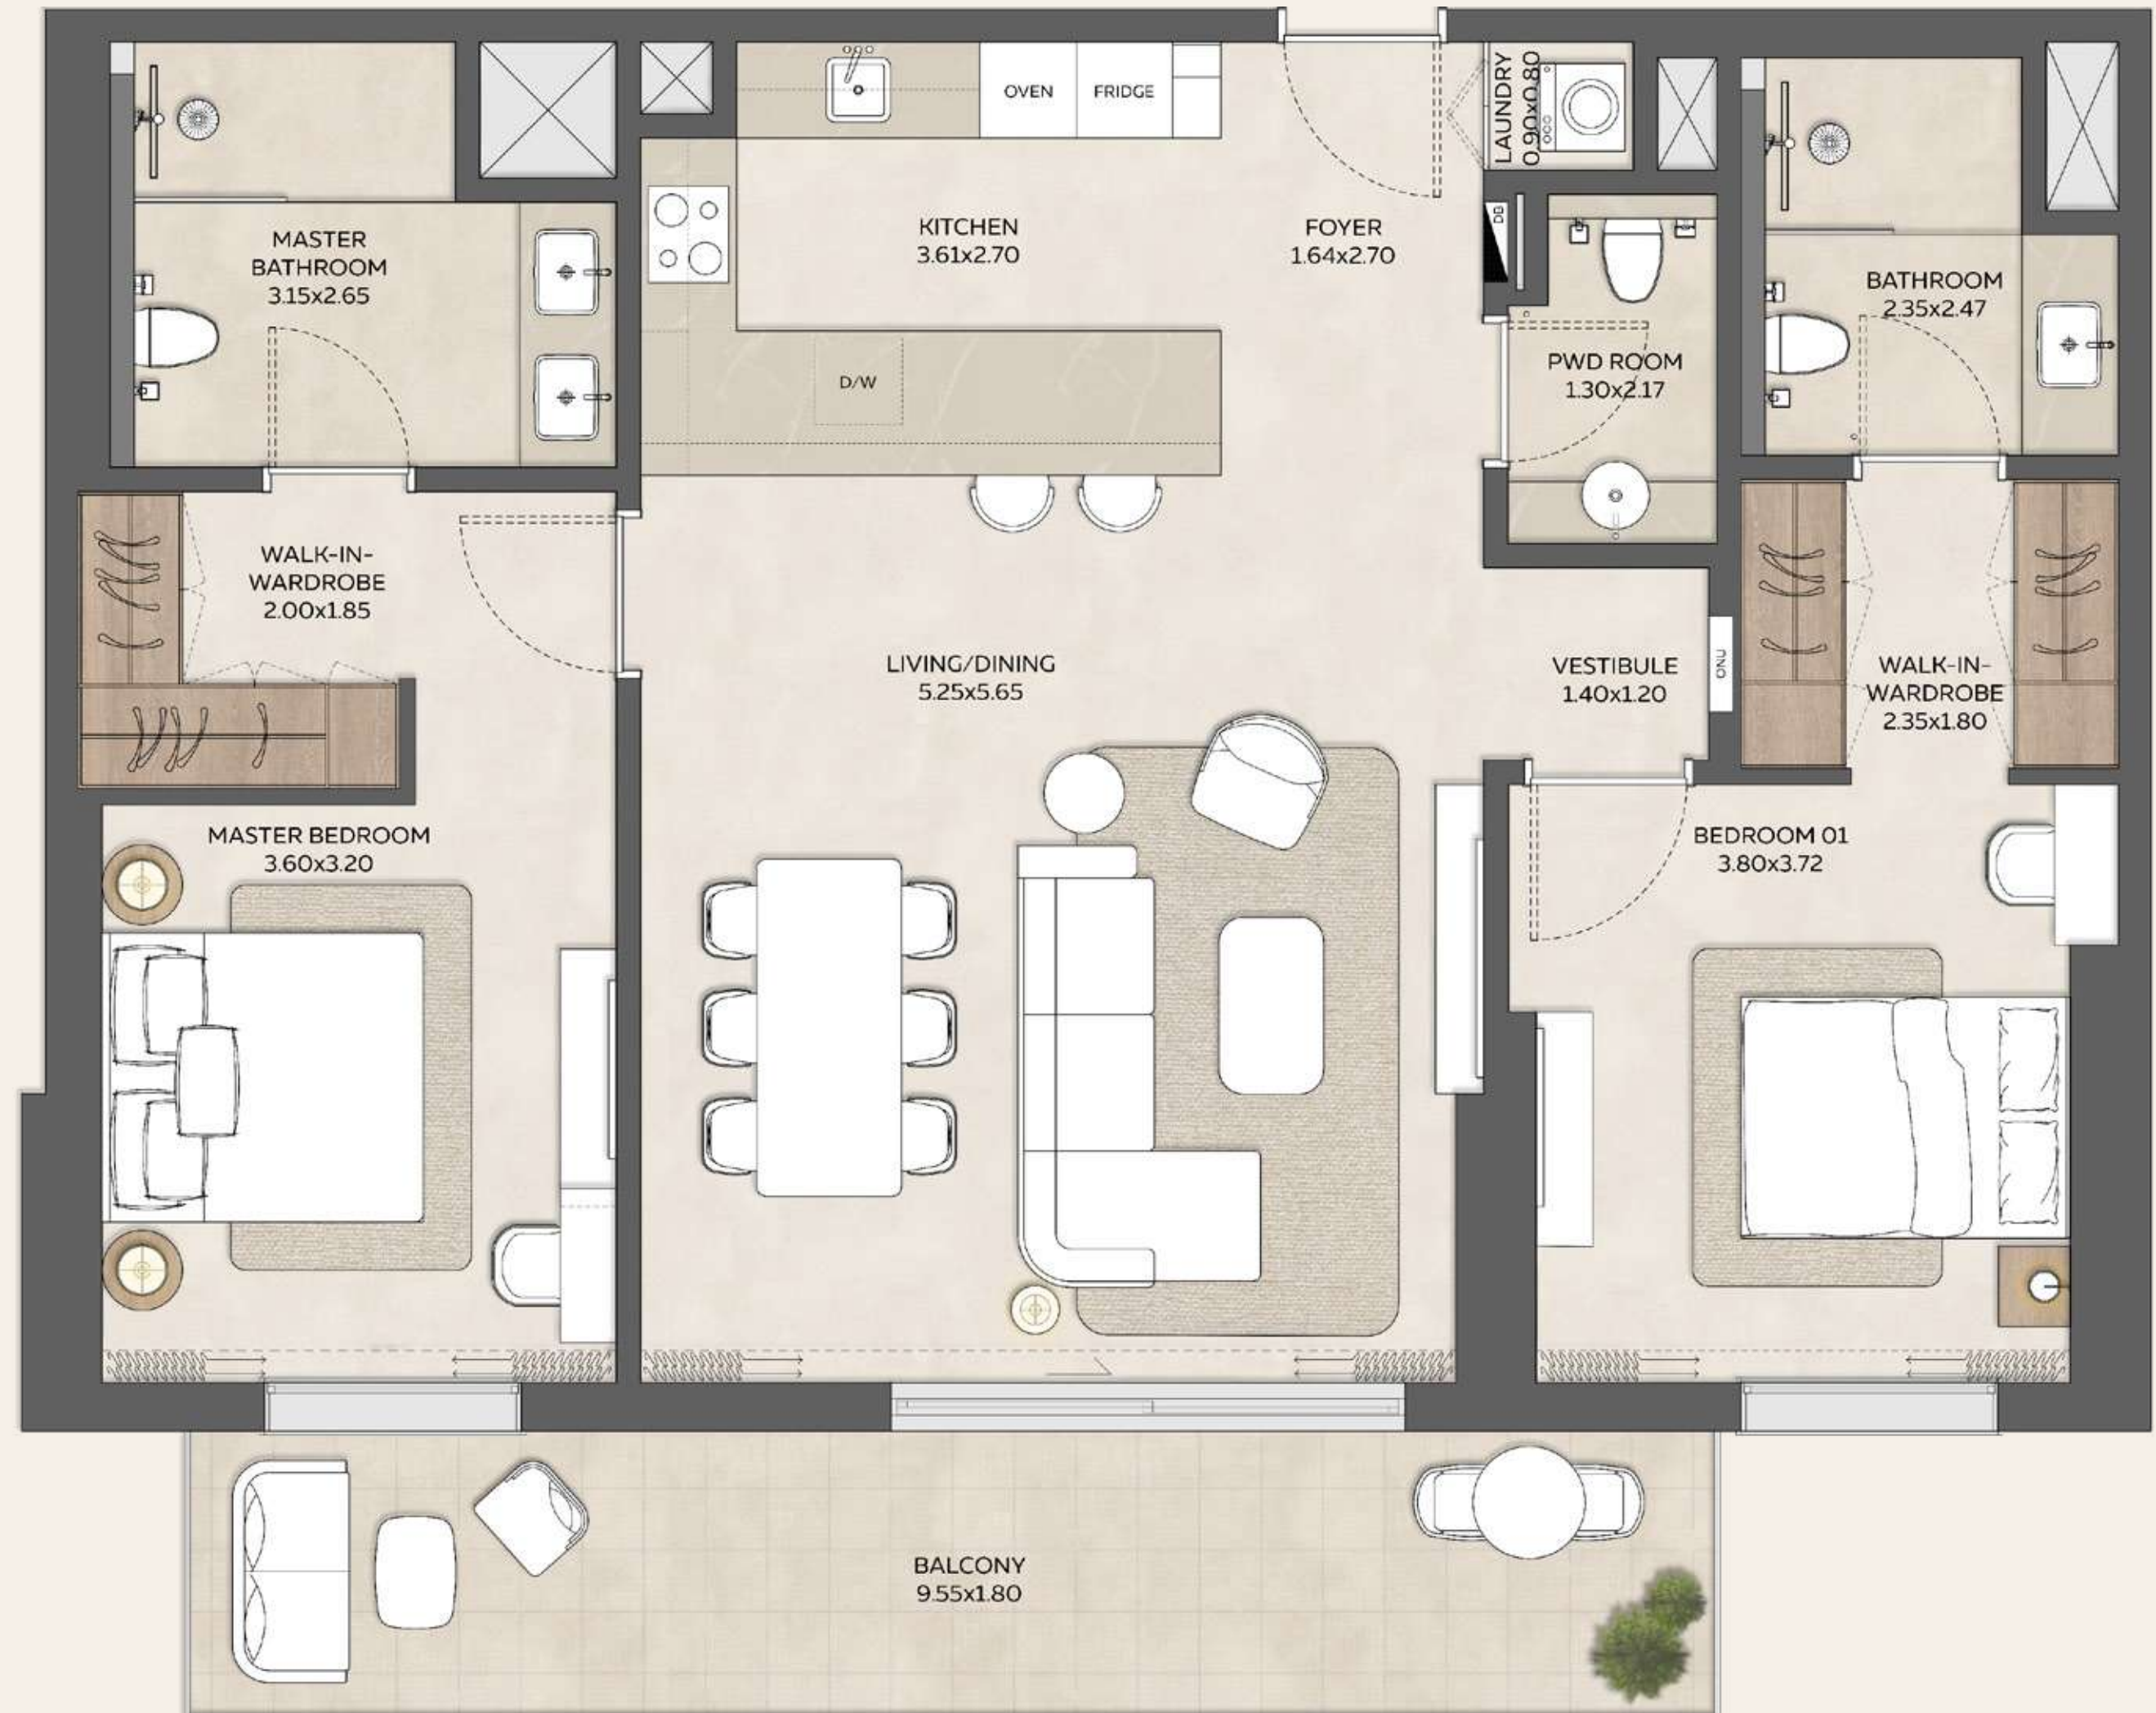 OVEN
FRIDGE
LAUNDRY
0.90x0.80
MASTER
BATHROOM
3.15x2.65
KITCHEN
3.61x2.70
FOYER
1.64x2.70
DB
BATHROOM
2.35x2.47
D/W
PWD ROOM
1.30x2.17
WALK-IN-
WARDROBE
2.00x1.85
LIVING/DINING
5.25x5.65
VESTIBULE
1.40x1.20
ONU
WALK-IN-
WARDROBE
2.35x1.80
MASTER BEDROOM
3.60x3.20
BEDROOM 01
3.80x3.72
BALCONY
9.55x1.80